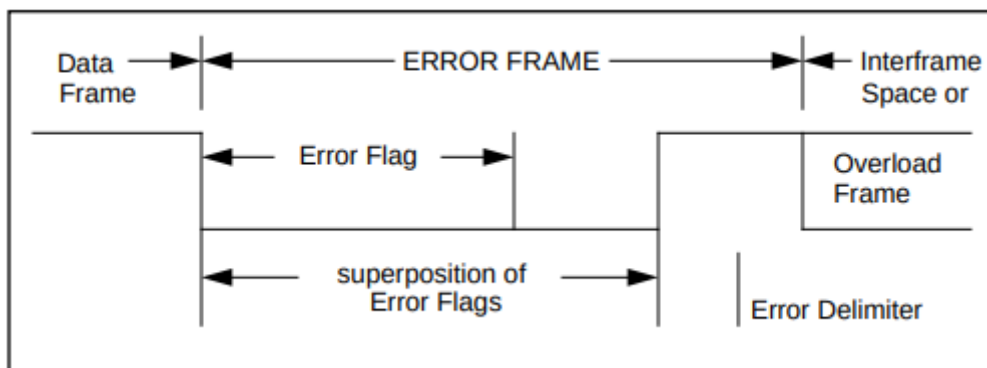 Data
Frame
ERROR FRAME
Interframe
Space or
Error Flag
Overload
Frame
superposition of
Error Flags
Error Delimiter